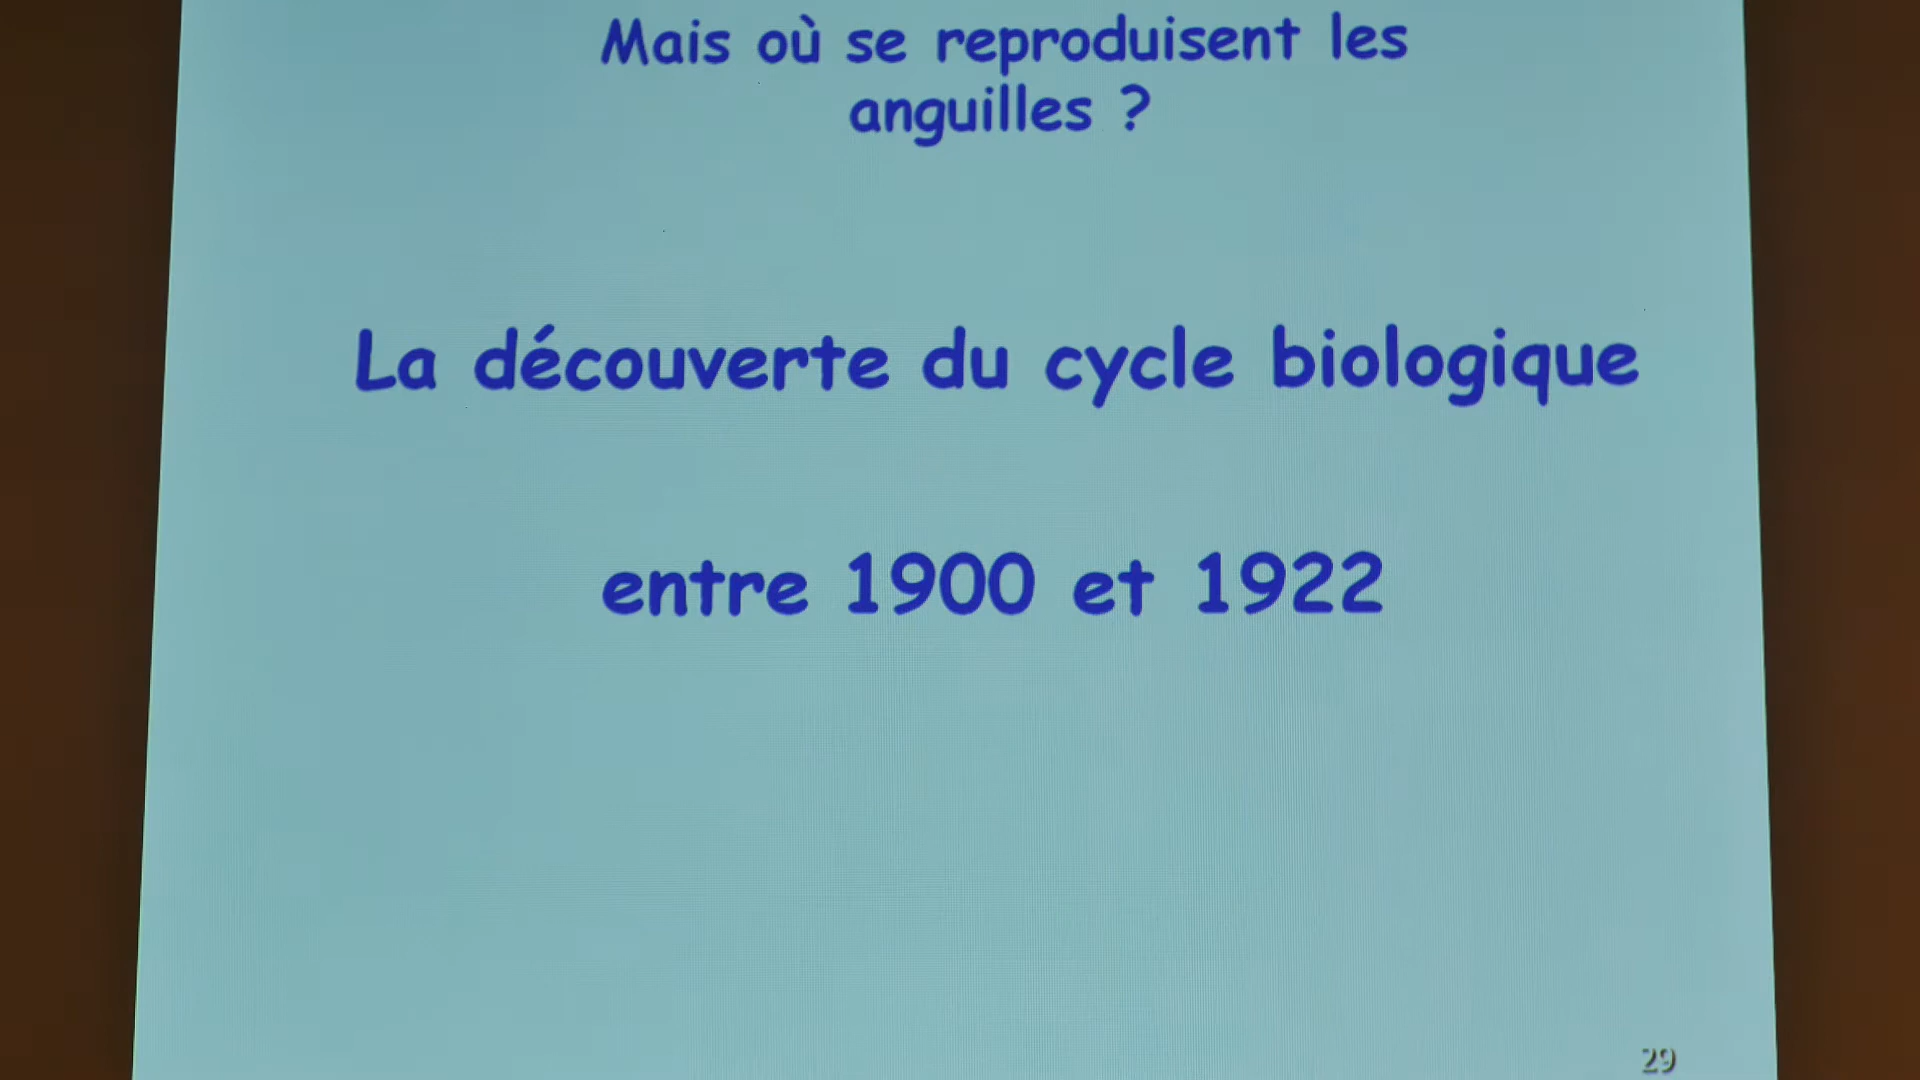 Mais où se reproduisent les
anguilles ?
La découverte du cycle biologique
entre 1900 et 1922
29